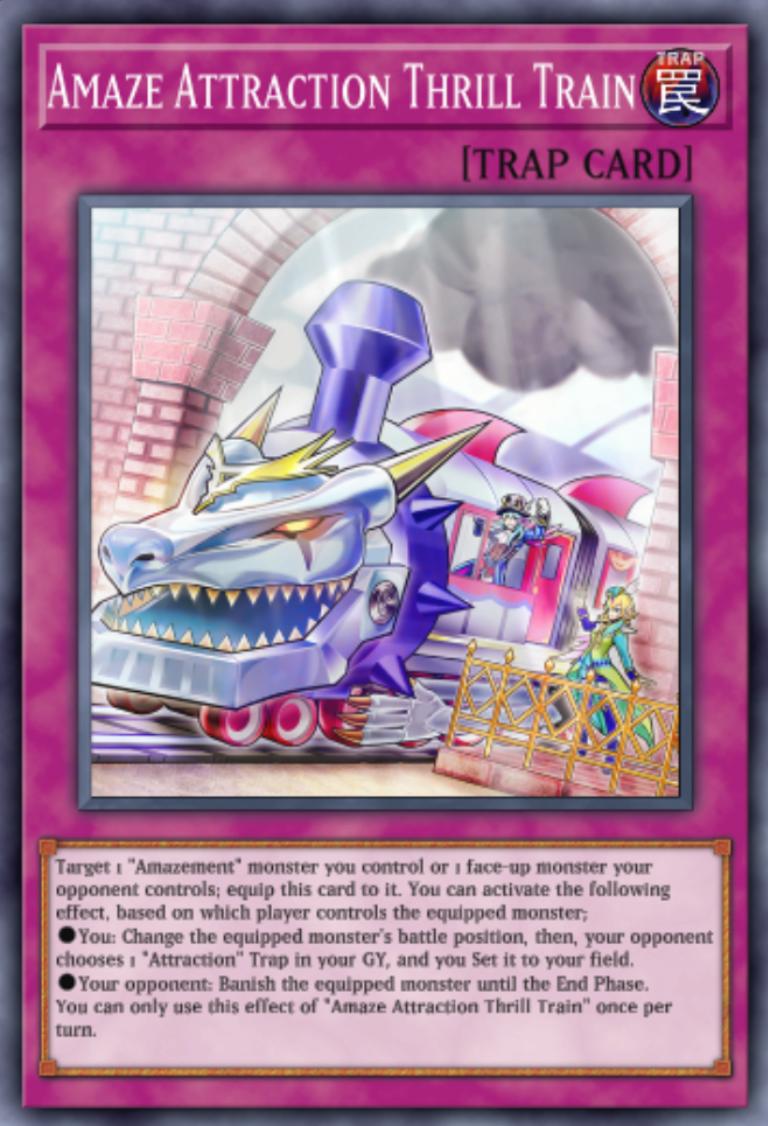 AMAZE ATTRACTION THRILL TRAIN
TRAP
罠
[TRAP CARD]
Target 1 "Amazement" monster you control or 1 face-up monster your
opponent controls; equip this card to it. You can activate the following
effect, based on which player controls the equipped monster;
●You: Change the equipped monster's battle position, then, your opponent
chooses 1 "Attraction" Trap in your GY, and you Set it to your field.
●Your opponent: Banish the equipped monster until the End Phase.
You can only use this effect of "Amaze Attraction Thrill Train" once per
turn.